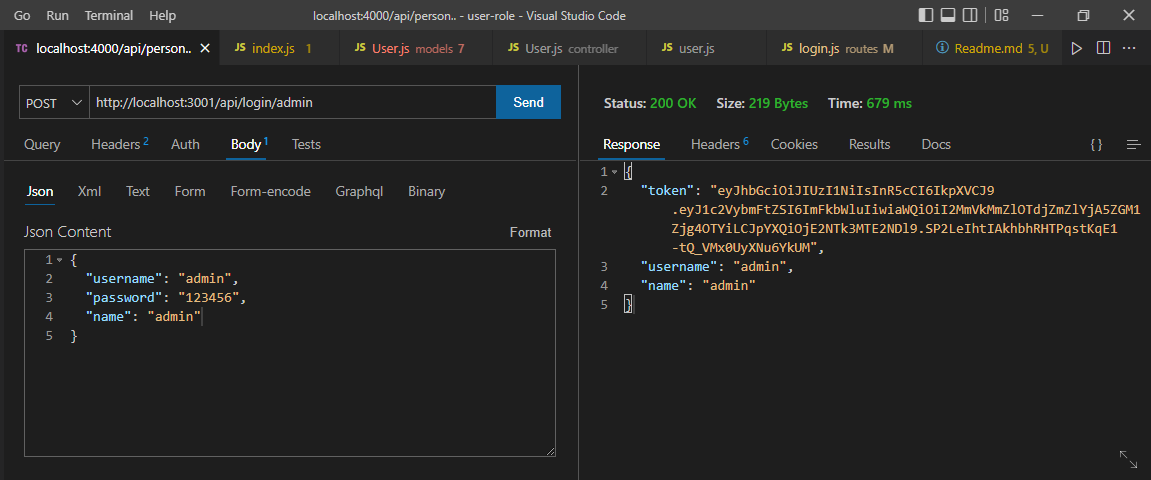 Go Run Terminal Help localhost:4000/api/person.. - user-role - Visual Studio Code
TC localhost:4000/api/person.. JS index.js 1 JS User.js models 7 JS User.js controller JS user.js JS login.js routes M Readme.md 5, U
POST http://localhost:3001/api/login/admin Send
Status: 200 OK Size: 219 Bytes Time: 679 ms
Query Headers 2 Auth Body 1 Tests
Response Headers 6 Cookies Results Docs { }
Json Xml Text Form Form-encode Graphql Binary
Json Content Format
1 {
2 "username": "admin",
3 "password": "123456",
4 "name": "admin"
5 }
1 {
2 "token": "eyJhbGciOiJIUzI1NiIsInR5cCI6IkpXVCJ9
.eyJ1c2VybmFtZSI6ImFkbWluIiwiaWQiOiI2MmVkMmZlOTdjZmZlYjA5ZGM1
Zjg4OTYiLCJpYXQiOjE2NTk3MTE2NDl9.SP2LeIhtIAkhbhRHTPqstKqE1
-tQ_VMx0UyXNu6YkUM",
3 "username": "admin",
4 "name": "admin"
5 }